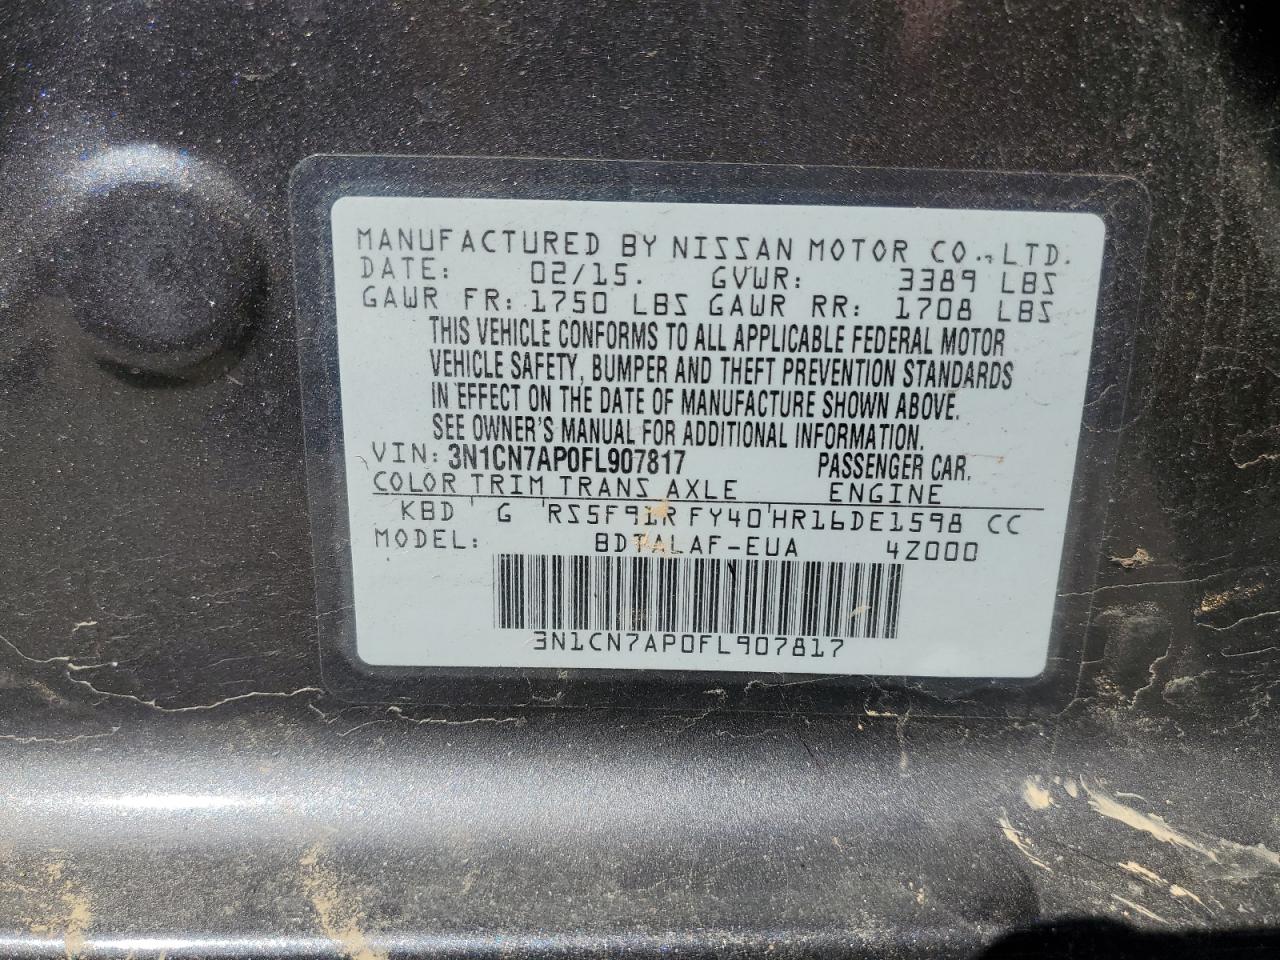 MANUFACTURED BY NISSAN MOTOR CO., LTD.
DATE: 02/15. GVWR: 3389 LBS
GAWR FR: 1750 LBS GAWR RR: 1708 LBS
THIS VEHICLE CONFORMS TO ALL APPLICABLE FEDERAL MOTOR
VEHICLE SAFETY, BUMPER AND THEFT PREVENTION STANDARDS
IN EFFECT ON THE DATE OF MANUFACTURE SHOWN ABOVE.
SEE OWNER'S MANUAL FOR ADDITIONAL INFORMATION.
VIN: 3N1CN7AP0FL907817 PASSENGER CAR.
COLOR TRIM TRANS AXLE ENGINE
KBD G RS5F91R FY40 HR16DE1598 CC
MODEL: BDTALAF-EUA 4Z000
3N1CN7AP0FL907817